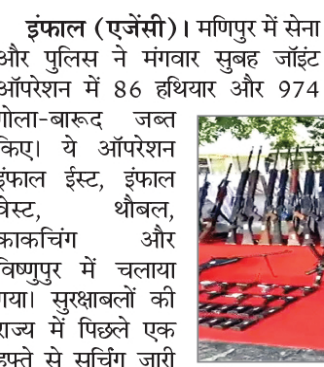 इंफाल (एजेंसी)। मणिपुर में सेना
और पुलिस ने मंगवार सुबह जॉइंट
ऑपरेशन में 86 हथियार और 974
गोला-बारूद जब्त
किए। ये ऑपरेशन
इंफाल ईस्ट, इंफाल
वेस्ट, थौबल,
काकचिंग और
विष्णुपुर में चलाया
गया। सुरक्षाबलों की
राज्य में पिछले एक
हफ्ते से सर्चिंग जारी